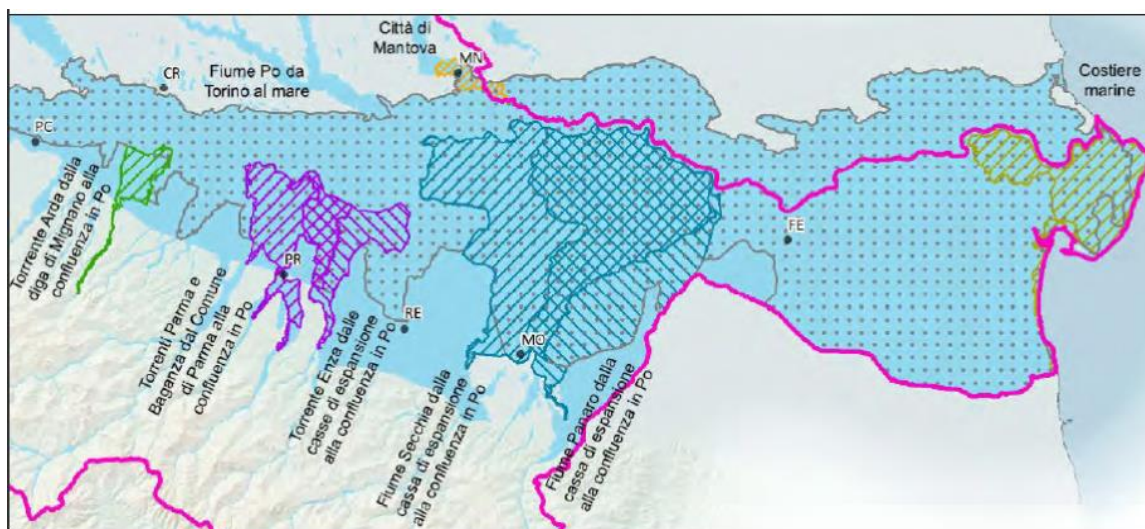 Città di
Mantova
MN
CR
Fiume Po da
Torino al mare
Costiere
marine
PC
Torrente Arda dalla
diga di Mignano alla
confluenza in Po
PR
Torrenti Parma e
Baganza dal Comune
di Parma alla
confluenza in Po
RE
Torrente Enza dalle
casse di espansione
alla confluenza in Po
MO
Fiume Secchia dalla
cassa di espansione
alla confluenza in Po
Fiume Panaro dalla
cassa di espansione
alla confluenza in Po
FE